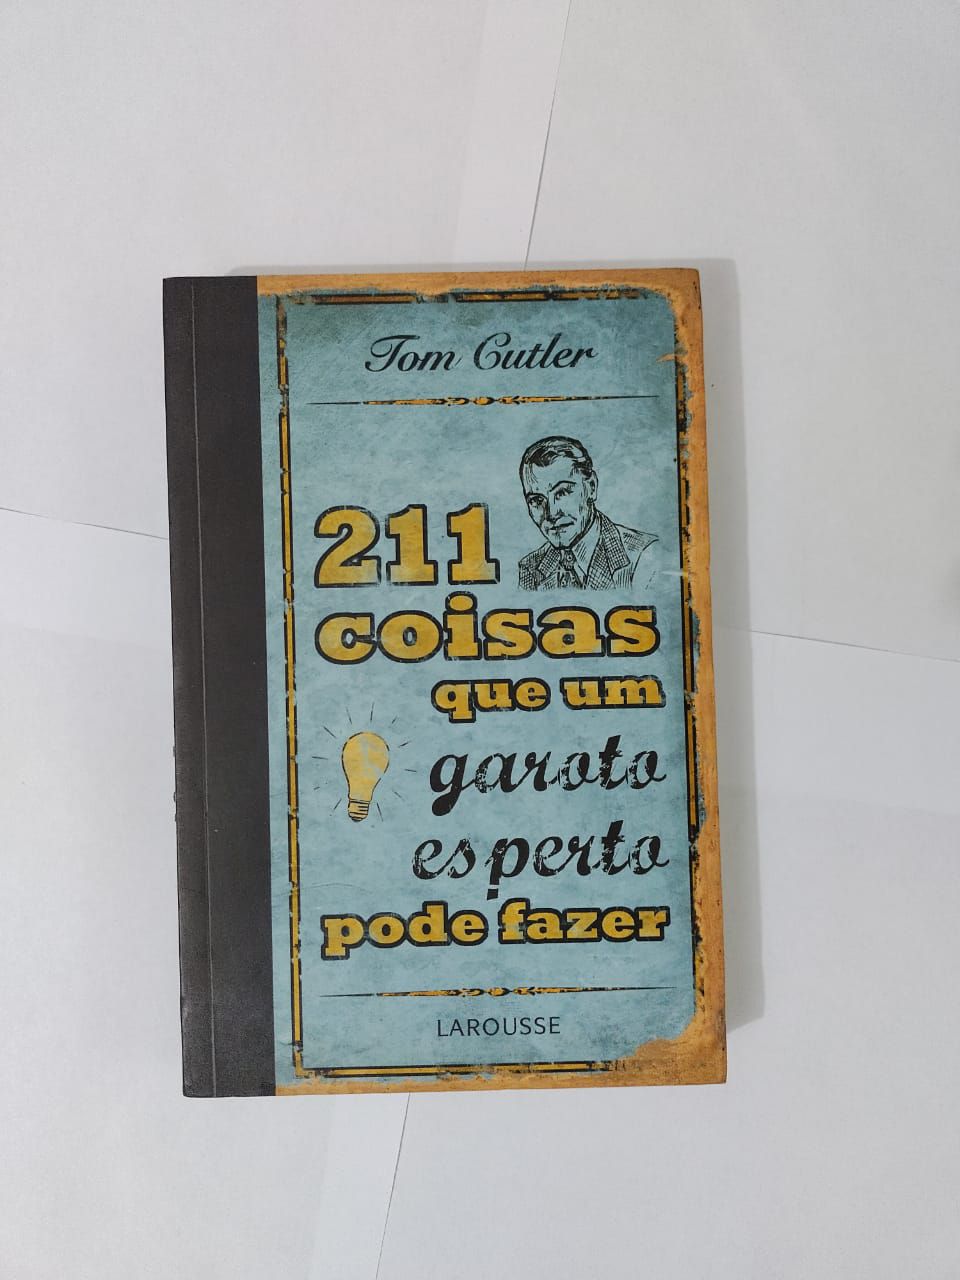 Tom Cutler
211
coisas
que um
garoto
esperto
pode fazer
LAROUSSE